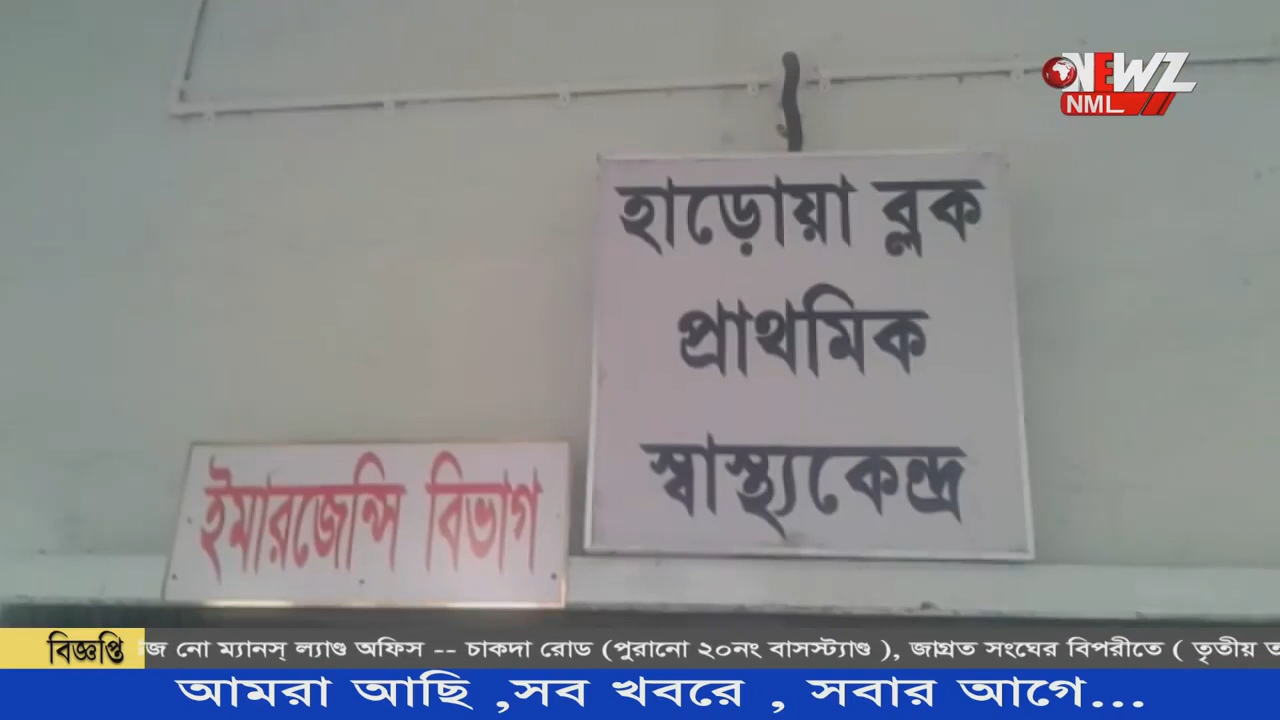 NEWZ
NML
হাড়োয়া ব্লক
প্রাথমিক
স্বাস্থ্যকেন্দ্র
ইমারজেন্সি বিভাগ
বিজ্ঞপ্তি
নো ম্যানস্ ল্যাণ্ড অফিস -- চাকদা রোড (পুরানো ২০নং বাসস্ট্যাণ্ড ), জাগ্রত সংঘের বিপরীতে ( তৃতীয়
আমরা আছি ,সব খবরে , সবার আগে...